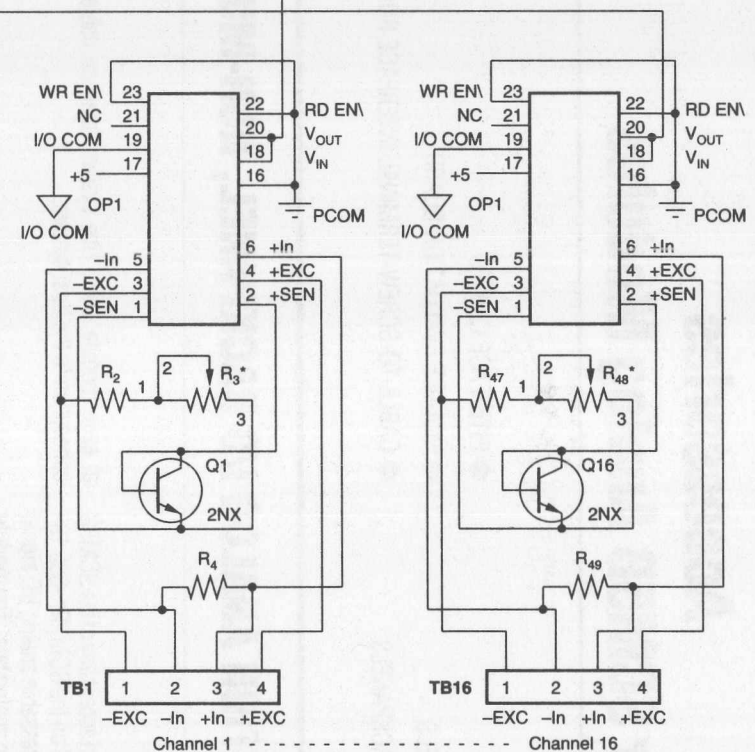 WR EN\ 23
NC 21
I/O COM 19
+5 17
OP1
I/O COM
22 RD EN\
20 VOUT
18 VIN
16
PCOM
6 +In
4 +EXC
2 +SEN
–In 5
–EXC 3
–SEN 1
R2 1 2 R3* 3
Q1
2NX
R4
TB1 1 2 3 4
–EXC –In +In +EXC
Channel 1
WR EN\ 23
NC 21
I/O COM 19
+5 17
OP1
I/O COM
22 RD EN\
20 VOUT
18 VIN
16
PCOM
6 +In
4 +EXC
2 +SEN
–In 5
–EXC 3
–SEN 1
R47 1 2 R48* 3
Q16
2NX
R49
TB16 1 2 3 4
–EXC –In +In +EXC
Channel 16